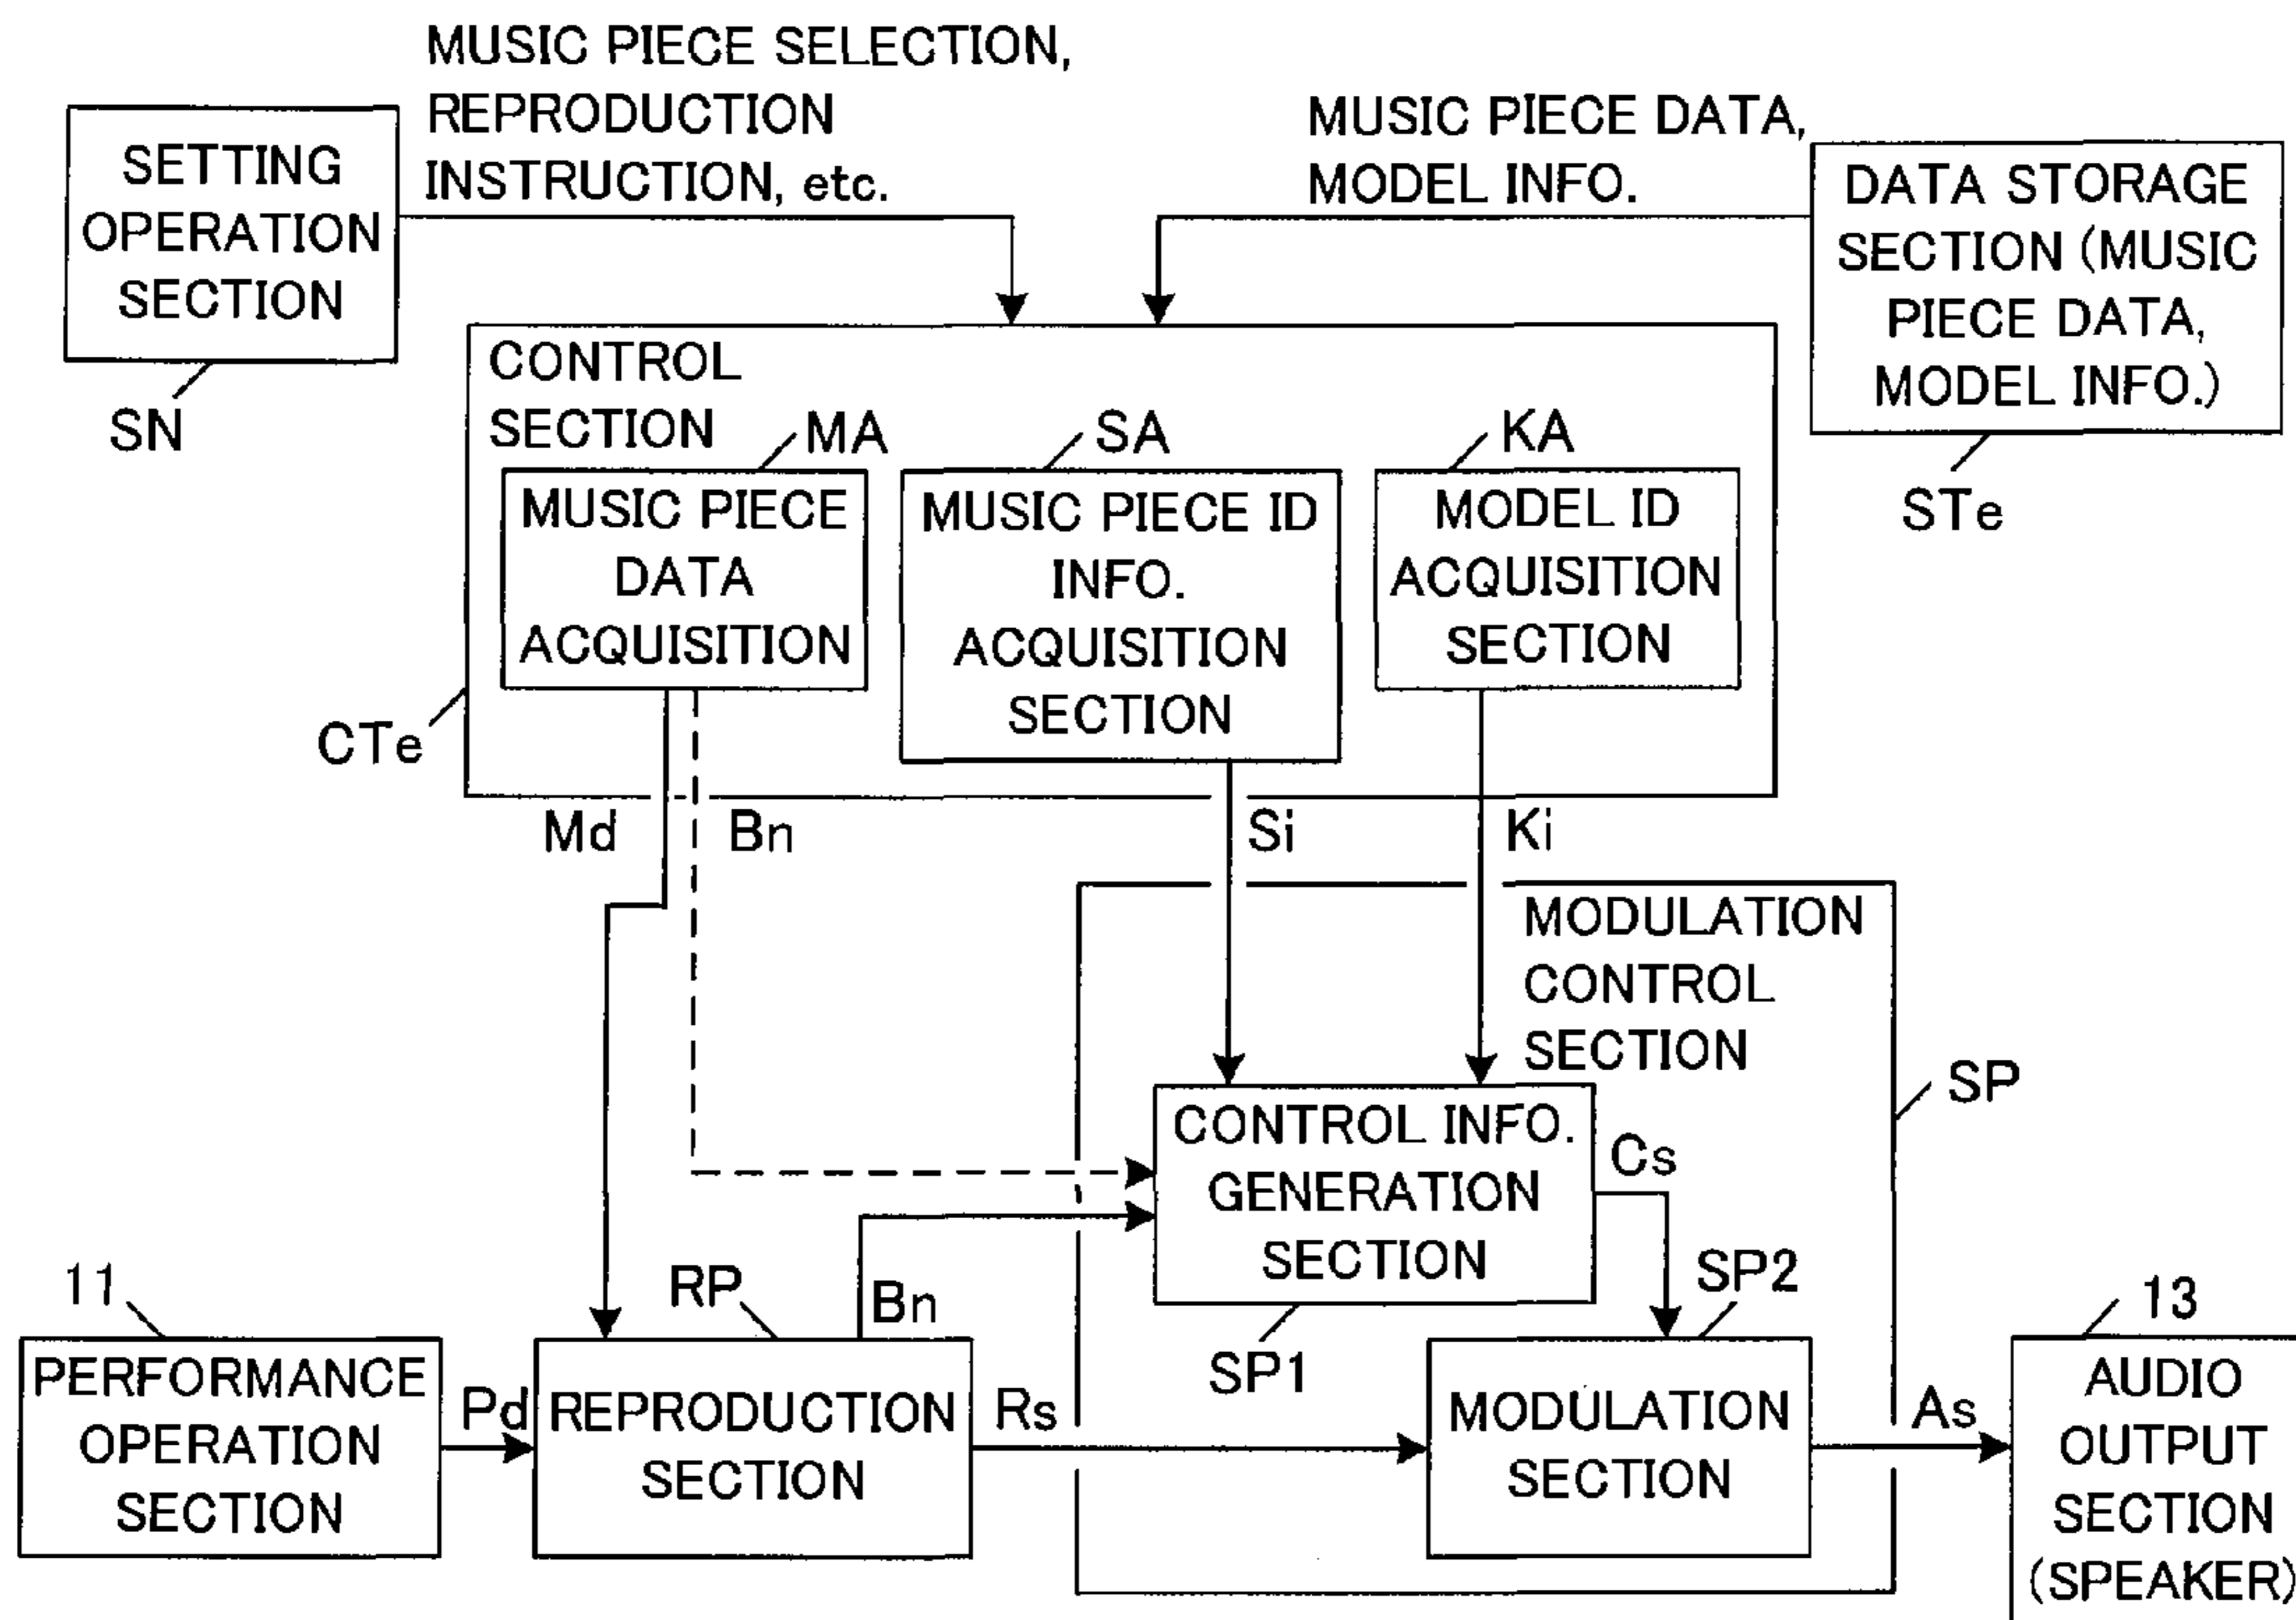 MUSIC PIECE SELECTION,
REPRODUCTION
INSTRUCTION, etc.
SETTING
OPERATION
SECTION
SN
MUSIC PIECE DATA,
MODEL INFO.
DATA STORAGE
SECTION (MUSIC
PIECE DATA,
MODEL INFO.)
STe
CONTROL
SECTION
MA
SA
KA
MUSIC PIECE
DATA
ACQUISITION
MUSIC PIECE ID
INFO.
ACQUISITION
SECTION
MODEL ID
ACQUISITION
SECTION
CTe
Md
Bn
Si
Ki
MODULATION
CONTROL
SECTION
SP
CONTROL INFO.
GENERATION
SECTION
Cs
SP1
SP2
11
RP
Bn
13
PERFORMANCE
OPERATION
SECTION
Pd
REPRODUCTION
SECTION
Rs
MODULATION
SECTION
As
AUDIO
OUTPUT
SECTION
(SPEAKER)